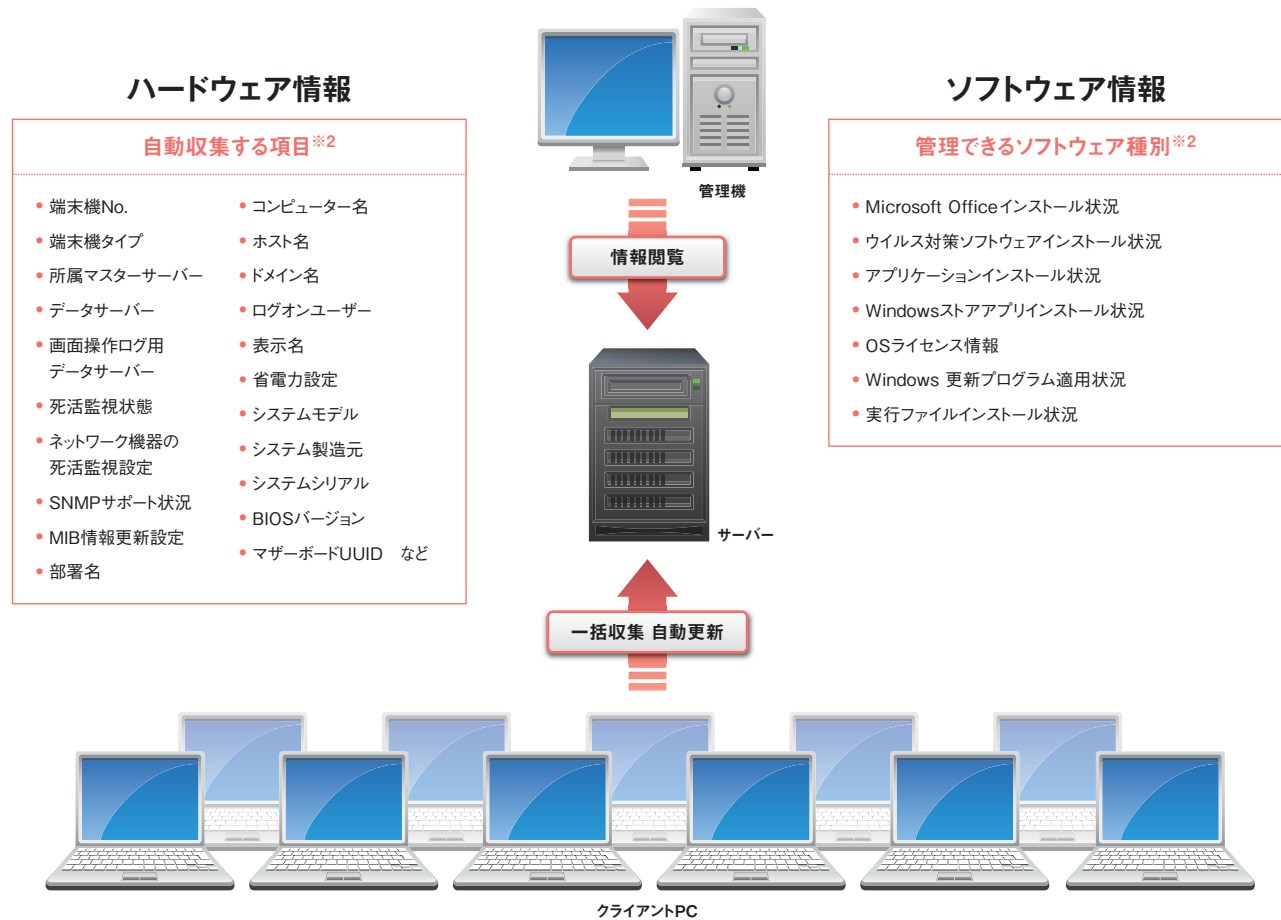 ハードウェア情報
自動収集する項目※2
• 端末機No.
• 端末機タイプ
• 所属マスターサーバー
• データサーバー
• 画面操作ログ用
データサーバー
• 死活監視状態
• ネットワーク機器の
死活監視設定
• SNMPサポート状況
• MIB情報更新設定
• 部署名
• コンピューター名
• ホスト名
• ドメイン名
• ログオンユーザー
• 表示名
• 省電力設定
• システムモデル
• システム製造元
• システムシリアル
• BIOSバージョン
• マザーボードUUID など
管理機
情報閲覧
サーバー
一括収集 自動更新
ソフトウェア情報
管理できるソフトウェア種別※2
• Microsoft Officeインストール状況
• ウイルス対策ソフトウェアインストール状況
• アプリケーションインストール状況
• Windowsストアアプリインストール状況
• OSライセンス情報
• Windows 更新プログラム適用状況
• 実行ファイルインストール状況
クライアントPC